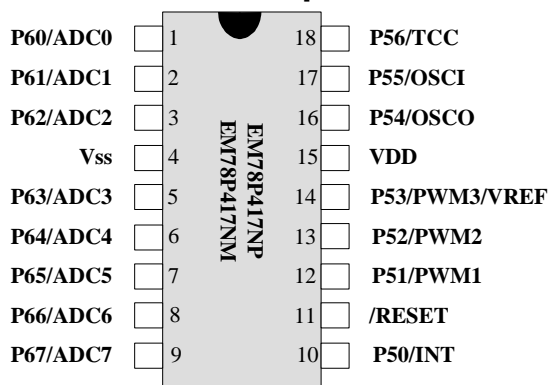 P60/ADC0 1 18 P56/TCC
P61/ADC1 2 17 P55/OSCI
P62/ADC2 3 16 P54/OSCO
Vss 4 15 VDD
P63/ADC3 5 14 P53/PWM3/VREF
P64/ADC4 6 13 P52/PWM2
P65/ADC5 7 12 P51/PWM1
P66/ADC6 8 11 /RESET
P67/ADC7 9 10 P50/INT
EM78P417NP
EM78P417NM